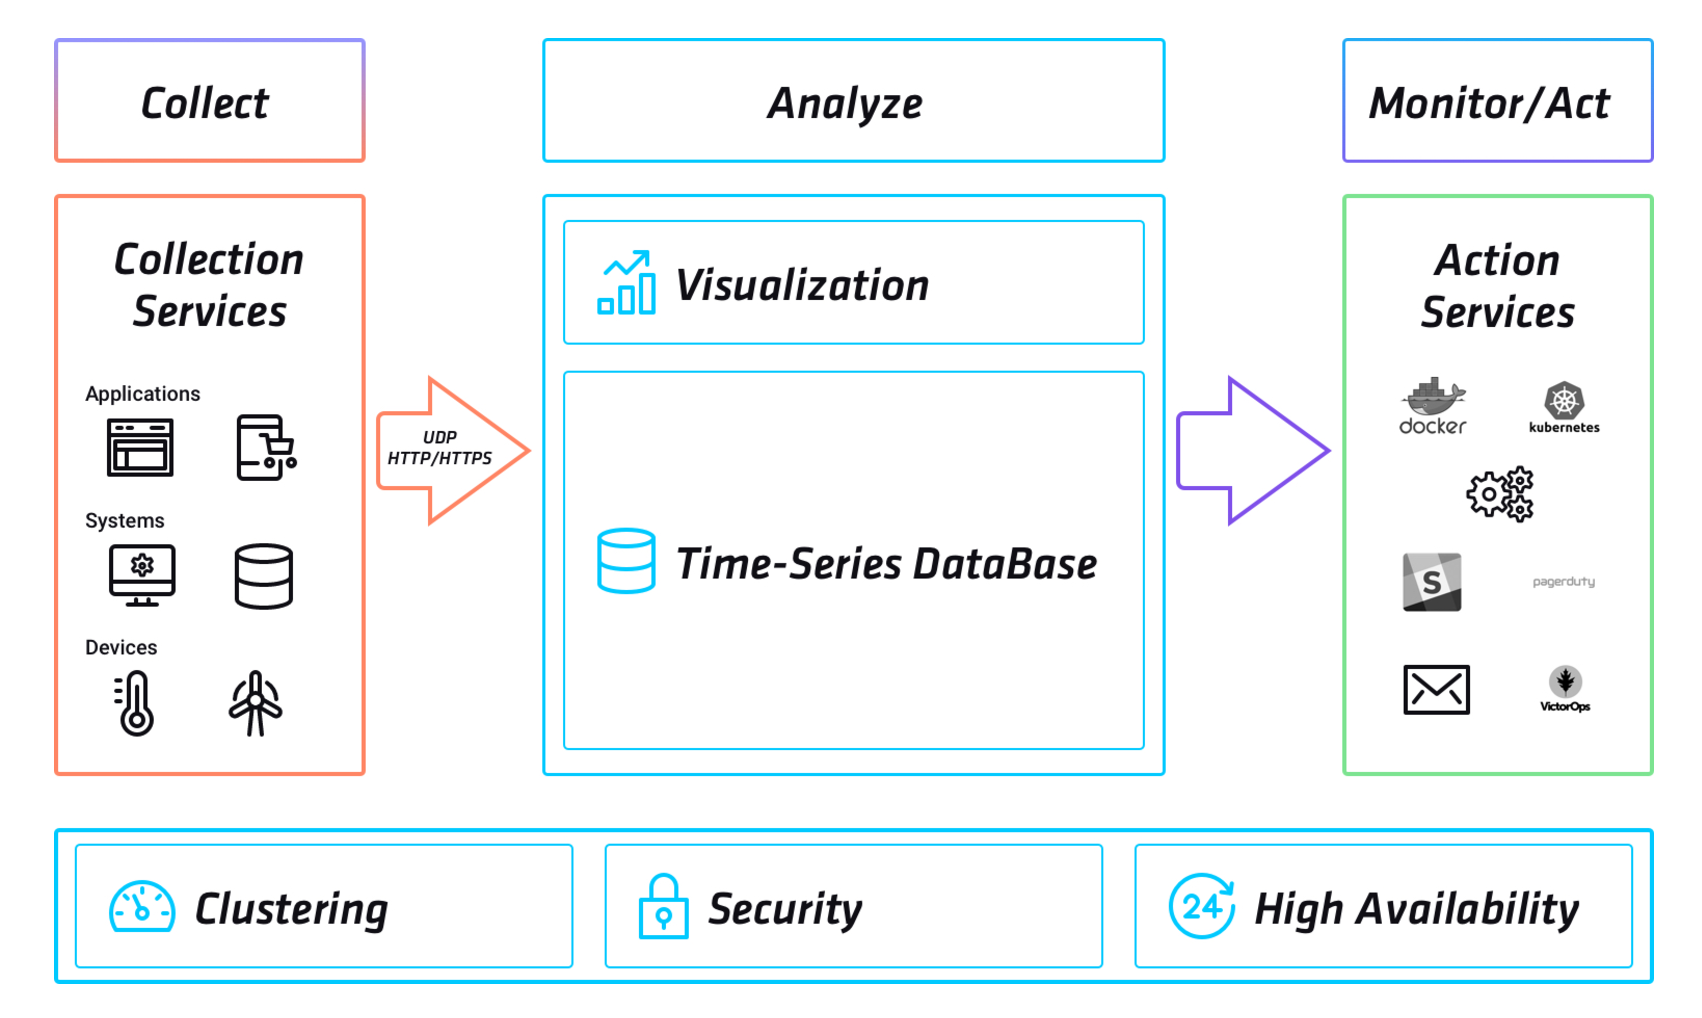 Collect
Analyze
Monitor/Act
Collection
Services
Applications
Systems
Devices
UDP
HTTP/HTTPS
Visualization
Time-Series DataBase
Action
Services
docker
kubernetes
S
pagerduty
VictorOps
Clustering
Security
24
High Availability